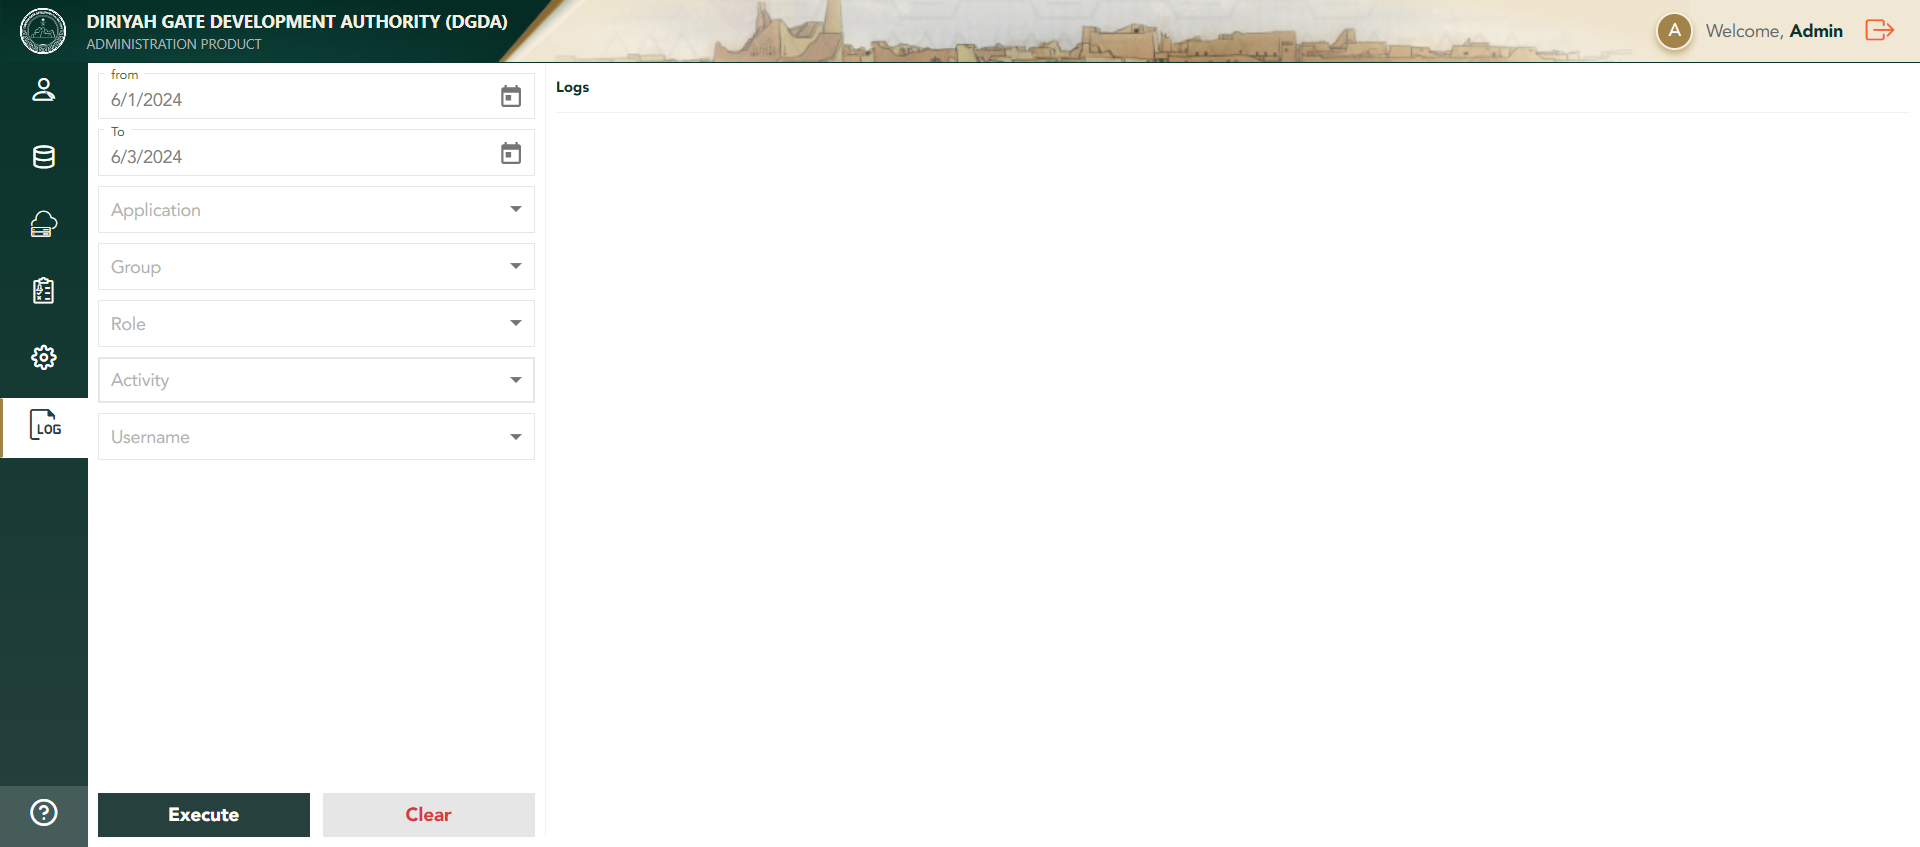 DIRIYAH GATE DEVELOPMENT AUTHORITY (DGDA)
ADMINISTRATION PRODUCT
A
Welcome, Admin
from
6/1/2024
To
6/3/2024
Application
Group
Role
Activity
Username
LOG
Execute
Clear
Logs